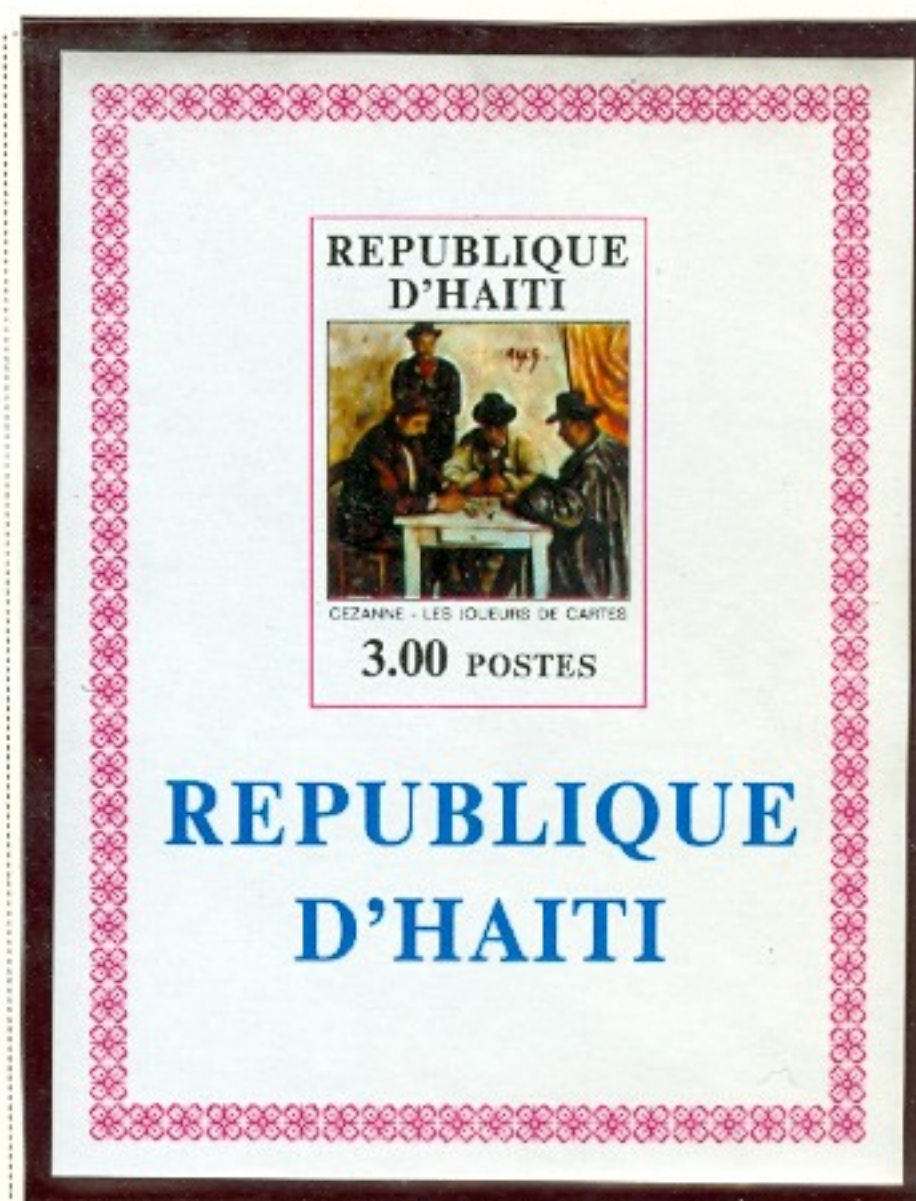 REPUBLIQUE
D'HAITI
CEZANNE - LES JOUEURS DE CARTES
3.00 POSTES
REPUBLIQUE
D'HAITI